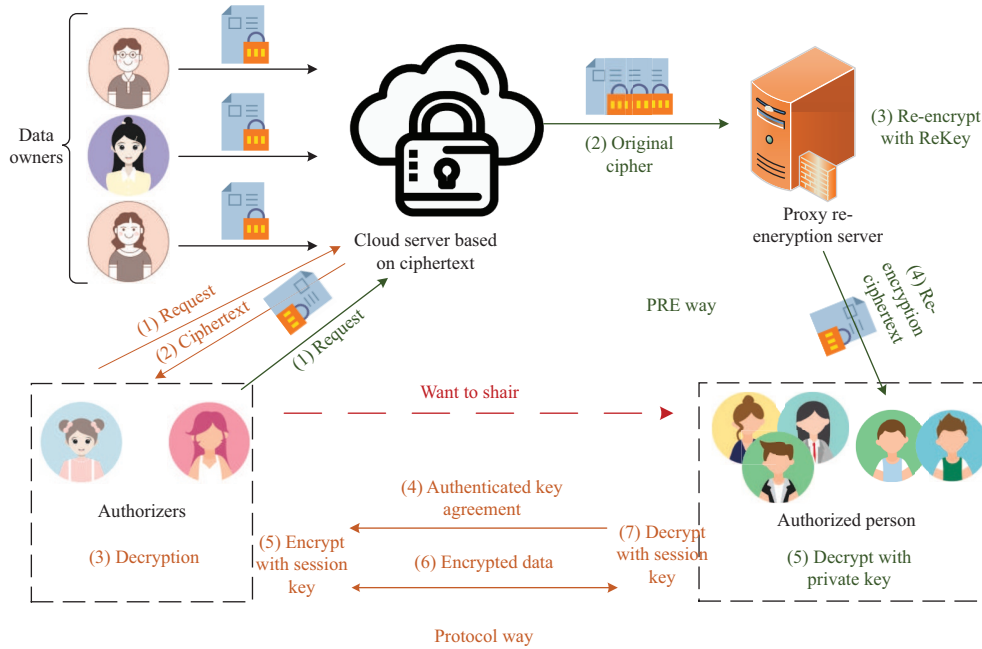 Data
owners
(2) Original
cipher
(3) Re-encrypt
with ReKey
Cloud server based
on ciphertext
Proxy re-
eneryption server
(1) Request
(2) Ciphertext
(1) Request
PRE way
(4) Re-
encryption
ciphertext
Want to shair
Authorizers
(3) Decryption
(4) Authenticated key
agreement
(5) Encrypt
with session
key
(6) Encrypted data
(7) Decrypt
with session
key
Authorized person
(5) Decrypt with
private key
Protocol way